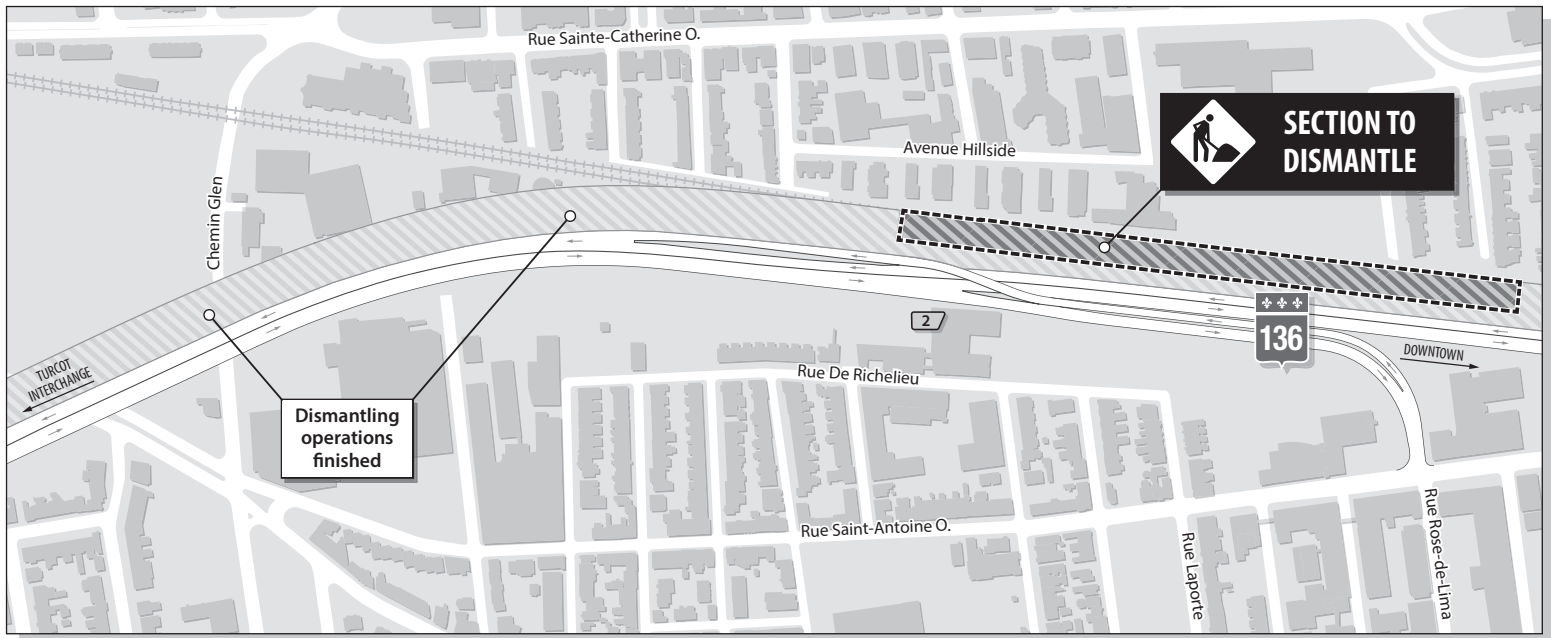 Rue Sainte-Catherine O.
SECTION TO
DISMANTLE
Avenue Hillside
Chemin Glen
2
136
DOWNTOWN
TURCOT
INTERCHANGE
Rue De Richelieu
Dismantling
operations
finished
Rue Saint-Antoine O.
Rue Laporte
Rue Rose-de-Lima